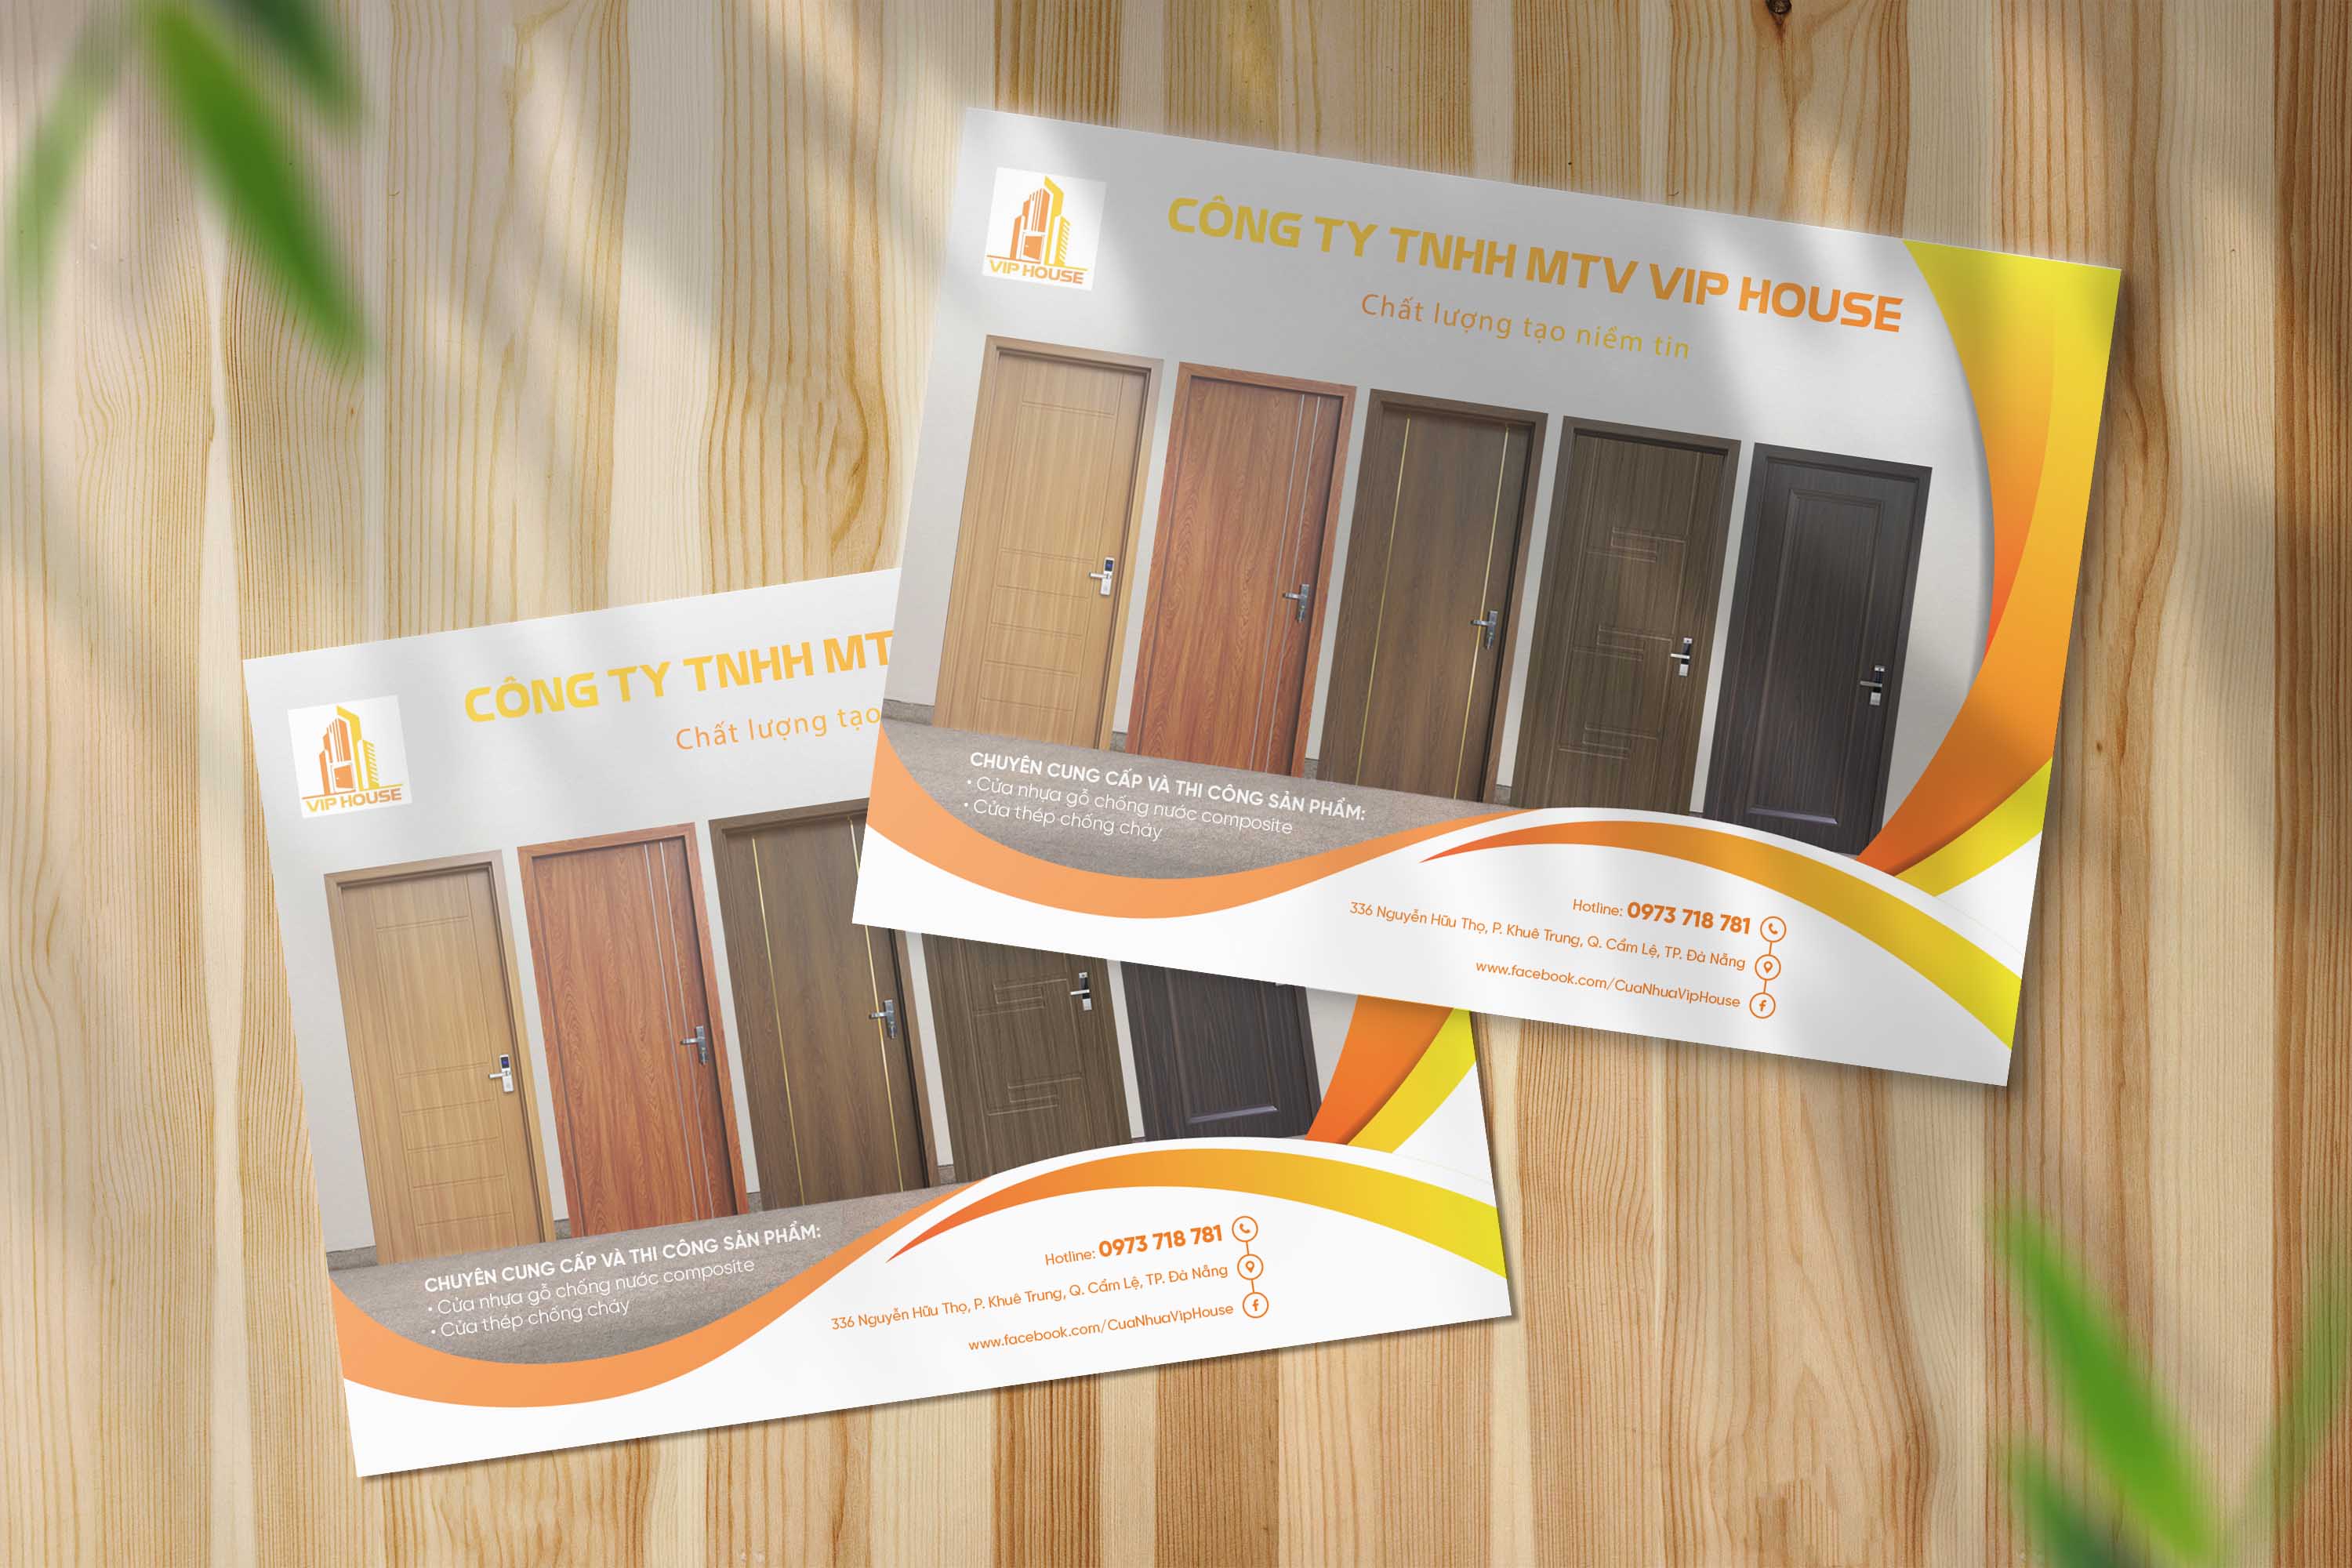 VIP HOUSE
CÔNG TY TNHH MTV VIP HOUSE
Chất lượng tạo niềm tin
CHUYÊN CUNG CẤP VÀ THI CÔNG SẢN PHẨM:
• Cửa nhựa gỗ chống nước composite
• Cửa thép chống cháy
Hotline: 0973 718 781
336 Nguyễn Hữu Thọ, P. Khuê Trung, Q. Cẩm Lệ, TP. Đà Nẵng
www.facebook.com/CuaNhuaVipHouse
VIP HOUSE
CÔNG TY TNHH MT
Chất lượng tạo
CHUYÊN CUNG CẤP VÀ THI CÔNG SẢN PHẨM:
• Cửa nhựa gỗ chống nước composite
• Cửa thép chống cháy
Hotline: 0973 718 781
336 Nguyễn Hữu Thọ, P. Khuê Trung, Q. Cẩm Lệ, TP. Đà Nẵng
www.facebook.com/CuaNhuaVipHouse